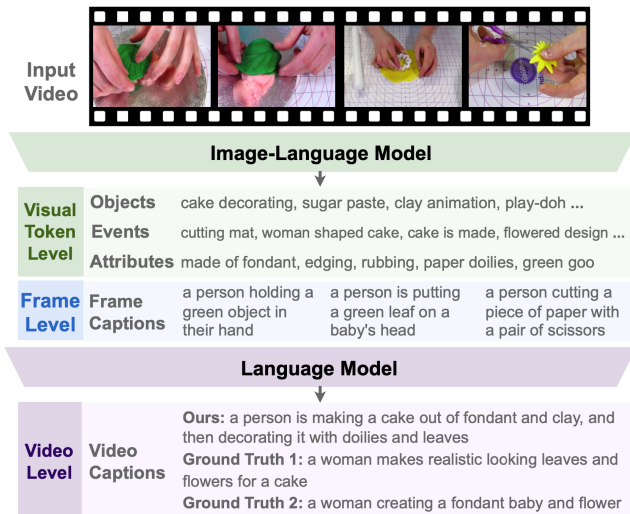 Input
Video
Image-Language Model
Visual
Token
Level
Objects cake decorating, sugar paste, clay animation, play-doh ...
Events cutting mat, woman shaped cake, cake is made, flowered design ...
Attributes made of fondant, edging, rubbing, paper doilies, green goo
Frame
Level
Frame
Captions
a person holding a
green object in
their hand
a person is putting
a green leaf on a
baby's head
a person cutting a
piece of paper with
a pair of scissors
Language Model
Video
Level
Video
Captions
Ours: a person is making a cake out of fondant and clay, and
then decorating it with doilies and leaves
Ground Truth 1: a woman makes realistic looking leaves and
flowers for a cake
Ground Truth 2: a woman creating a fondant baby and flower